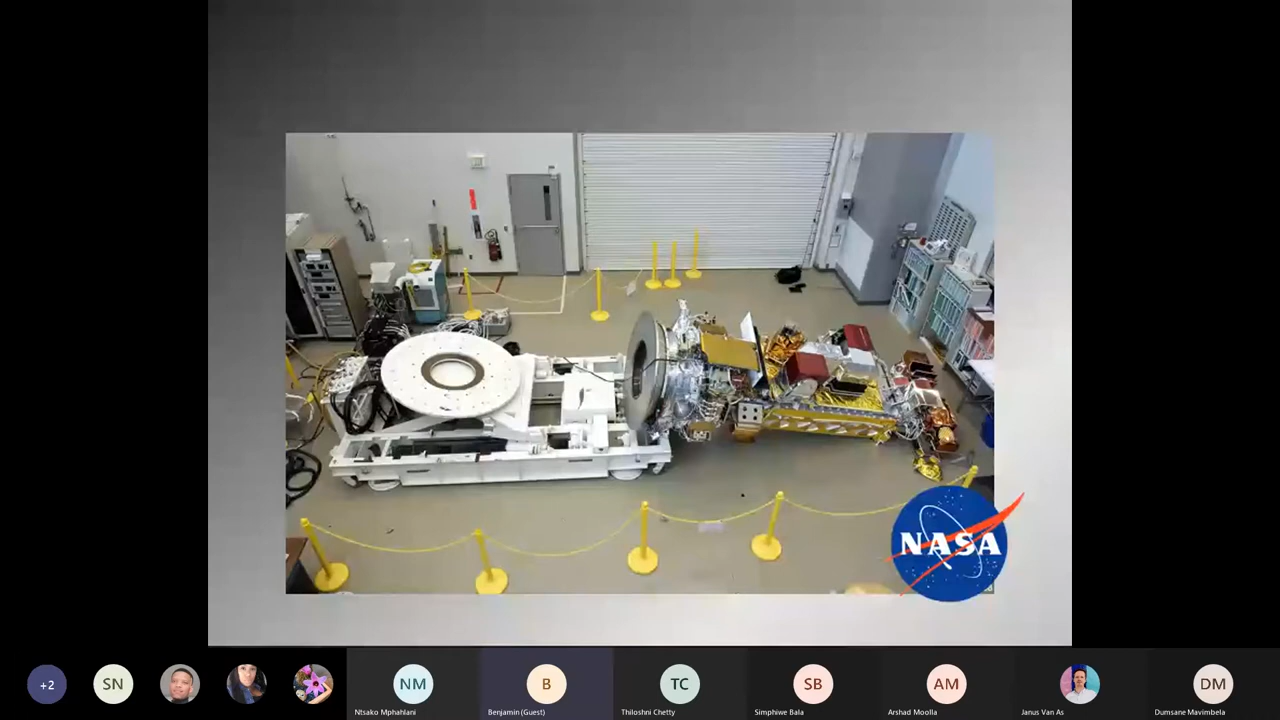 NASA
+2
SN
NM
B
TC
SB
AM
DM
Ntsako Mphahlani
Benjamin (Guest)
Thiloshni Chetty
Simphiwe Bala
Arshad Moolla
Janus Van As
Dumsane Mavimbela